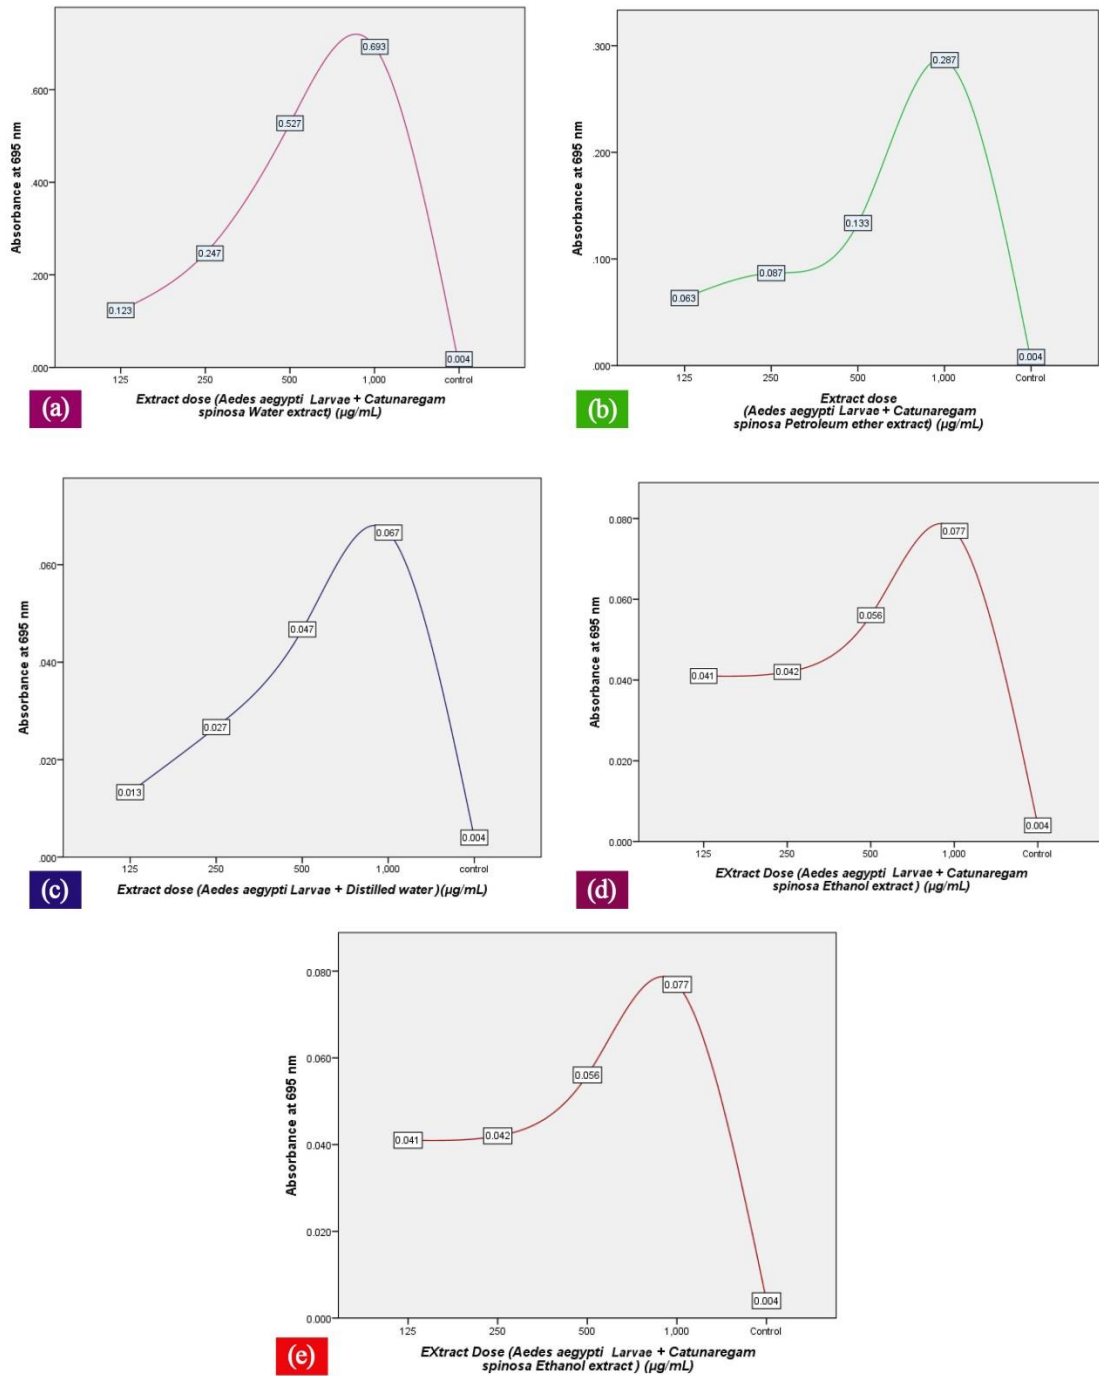 Absorbance at 695 nm
.600
.400
.200
.000
0.123
0.247
0.527
0.693
0.004
125
250
500
1,000
control
Extract dose (Aedes aegypti Larvae + Catunaregam
spinosa Water extract) (µg/mL)
(a)
Absorbance at 695 nm
.300
.200
.100
.000
0.063
0.087
0.133
0.287
0.004
125
250
500
1,000
Control
Extract dose
(Aedes aegypti Larvae + Catunaregam
spinosa Petroleum ether extract) (µg/mL)
(b)
Absorbance at 695 nm
.060
.040
.020
.000
0.013
0.027
0.047
0.067
0.004
125
250
500
1,000
control
Extract dose (Aedes aegypti Larvae + Distilled water )(µg/mL)
(c)
Absorbance at 695 nm
0.080
0.060
0.040
0.020
0.000
0.041
0.042
0.056
0.077
0.004
125
250
500
1,000
Control
EXtract Dose (Aedes aegypti Larvae + Catunaregam
spinosa Ethanol extract ) (µg/mL)
(d)
Absorbance at 695 nm
0.080
0.060
0.040
0.020
0.000
0.041
0.042
0.056
0.077
0.004
125
250
500
1,000
Control
EXtract Dose (Aedes aegypti Larvae + Catunaregam
spinosa Ethanol extract ) (µg/mL)
(e)